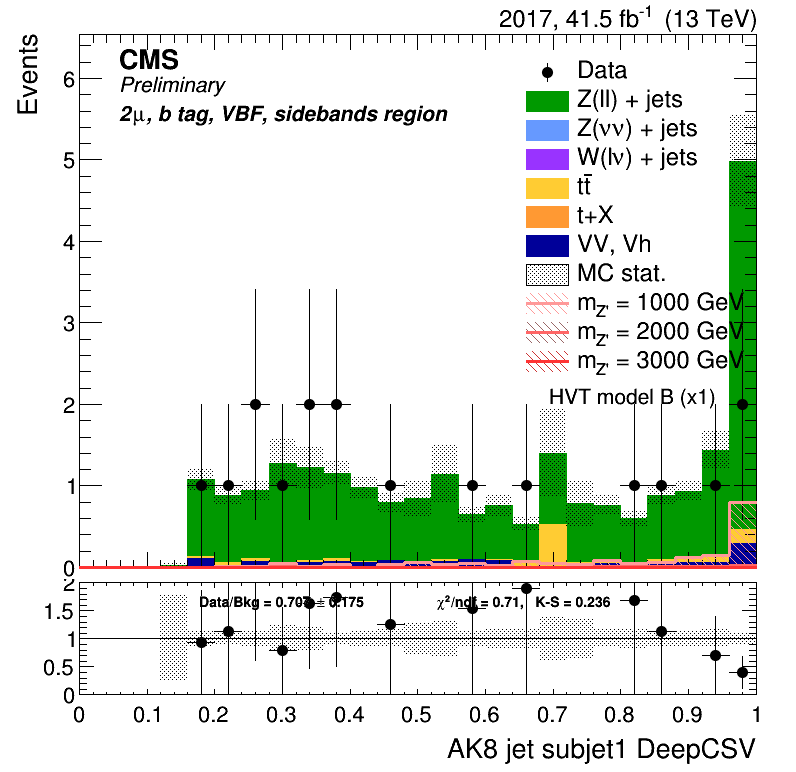 2017, 41.5 fb⁻¹ (13 TeV)
Events
CMS
Preliminary
2μ, b tag, VBF, sidebands region
Data
Z(ll) + jets
Z(νν) + jets
W(lν) + jets
tt̄
t+X
VV, Vh
MC stat.
m_Z' = 1000 GeV
m_Z' = 2000 GeV
m_Z' = 3000 GeV
HVT model B (x1)
6
5
4
3
2
1
0
2
1.5
1
0.5
0
Data/Bkg = 0.707 ± 0.175
χ²/ndf = 0.71, K-S = 0.236
0 0.1 0.2 0.3 0.4 0.5 0.6 0.7 0.8 0.9 1
AK8 jet subjet1 DeepCSV